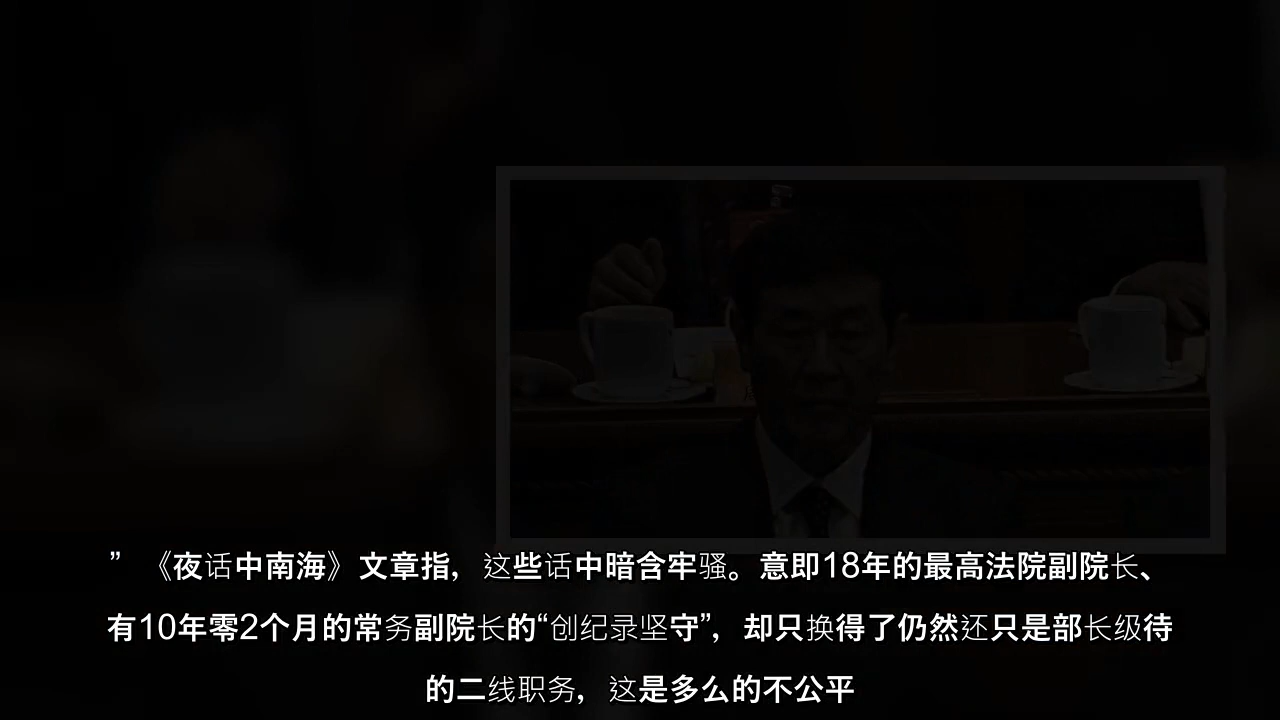 ”《夜话中南海》文章指，这些话中暗含牢骚。意即18年的最高法院副院长、
有10年零2个月的常务副院长的“创纪录坚守”，却只换得了仍然还只是部长级待
的二线职务，这是多么的不公平